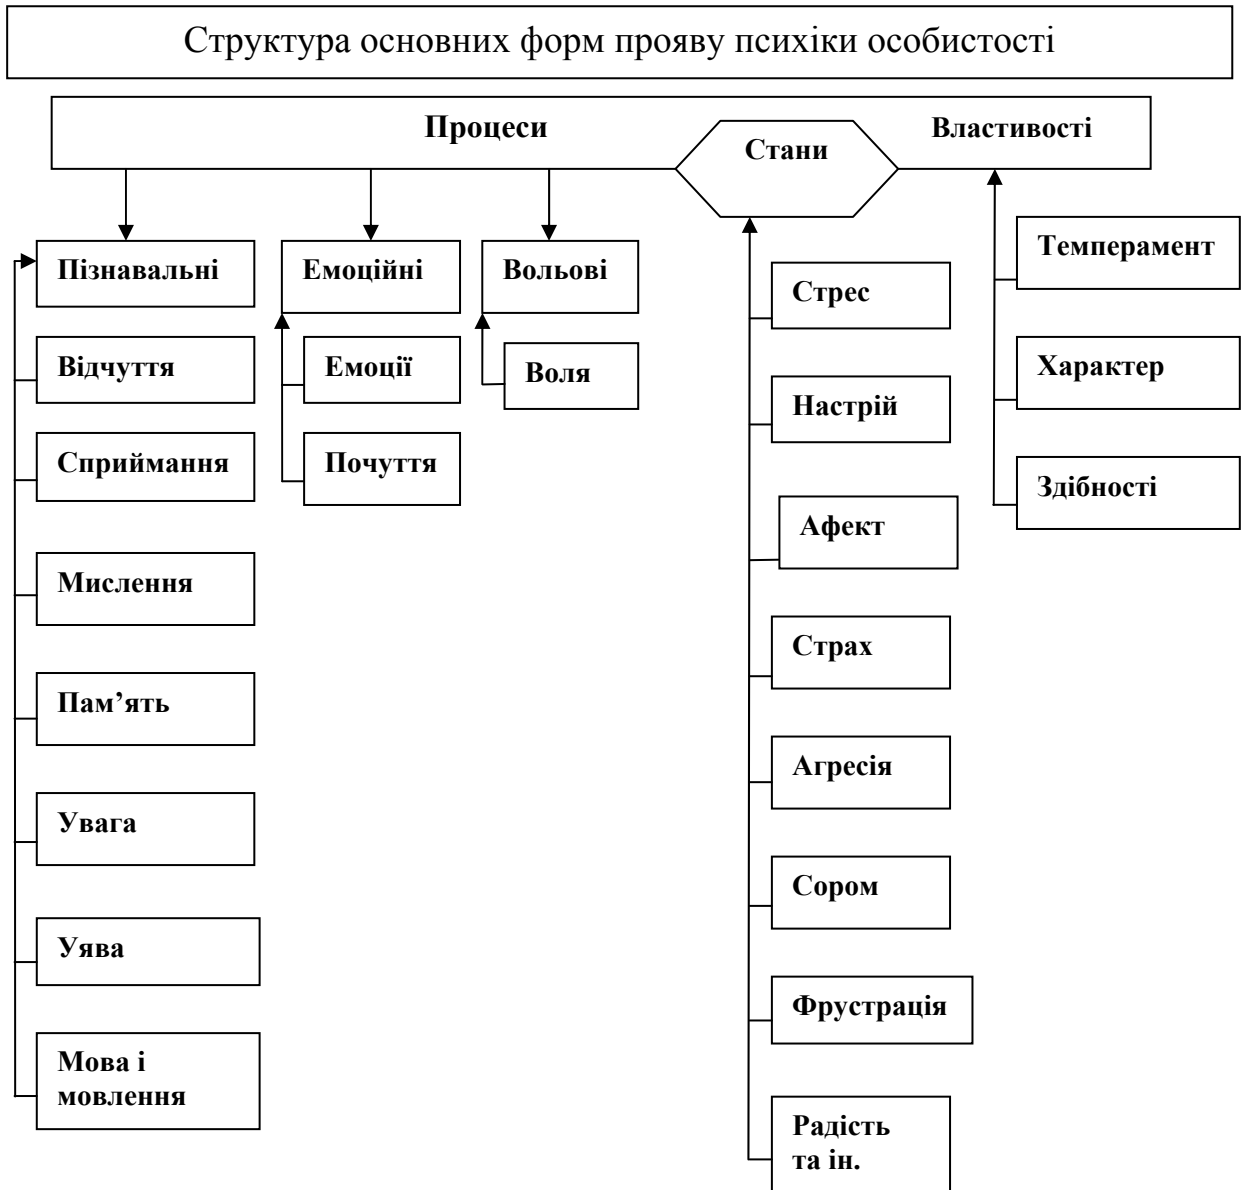 Структура основних форм прояву психіки особистості
Процеси
Стани
Властивості
Пізнавальні
Відчуття
Сприймання
Мислення
Пам’ять
Увага
Уява
Мова і
мовлення
Емоційні
Емоції
Почуття
Вольові
Воля
Стрес
Настрій
Афект
Страх
Агресія
Сором
Фрустрація
Радість
та ін.
Темперамент
Характер
Здібності